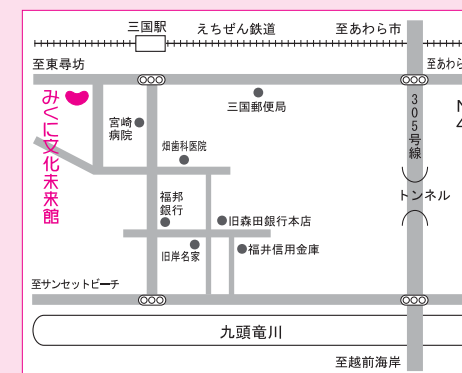 三国駅
えちぜん鉄道
至あわら市
至東尋坊
至あわら
みくに文化未来館
宮崎
病院
三国郵便局
305号線
N
4
畑歯科医院
トンネル
福邦
銀行
旧森田銀行本店
旧岸名家
福井信用金庫
至サンセットビーチ
九頭竜川
至越前海岸